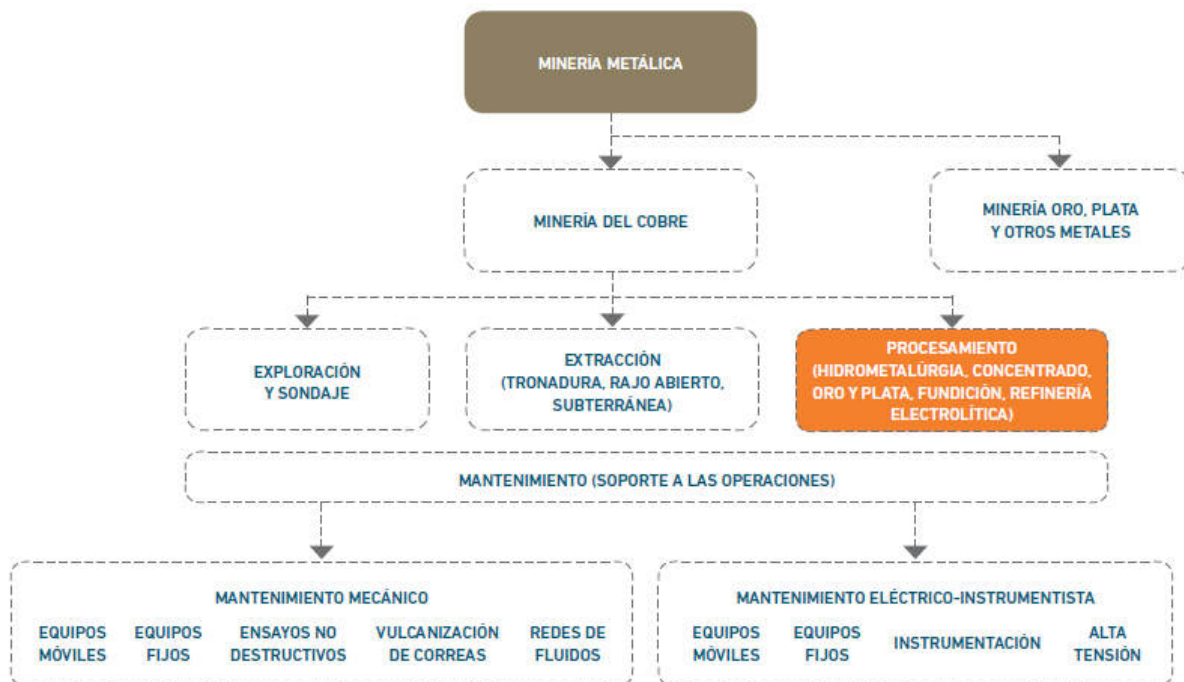 MINERÍA METÁLICA
MINERÍA DEL COBRE
MINERÍA ORO, PLATA
Y OTROS METALES
EXPLORACIÓN
Y SONDAJE
EXTRACCIÓN
(TRONADURA, RAJO ABIERTO,
SUBTERRÁNEA)
PROCESAMIENTO
(HIDROMETALÚRGIA, CONCENTRADO,
ORO Y PLATA, FUNDICIÓN, REFINERÍA
ELECTROLÍTICA)
MANTENIMIENTO (SOPORTE A LAS OPERACIONES)
MANTENIMIENTO MECÁNICO
EQUIPOS
MÓVILES
EQUIPOS
FIJOS
ENSAYOS NO
DESTRUCTIVOS
VULCANIZACIÓN
DE CORREAS
REDES DE
FLUIDOS
MANTENIMIENTO ELÉCTRICO-INSTRUMENTISTA
EQUIPOS
MÓVILES
EQUIPOS
FIJOS
INSTRUMENTACIÓN
ALTA
TENSIÓN